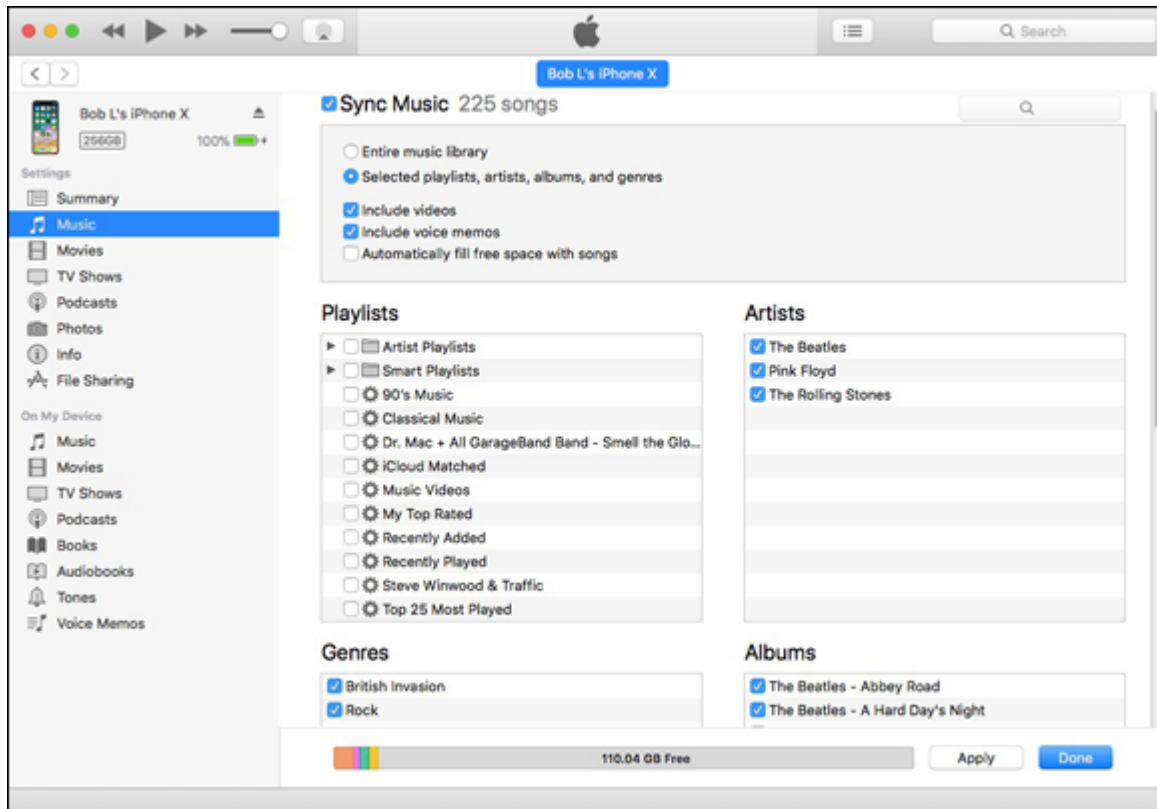 Search
Bob L's iPhone X
Bob L's iPhone X
256GB
100%
Settings
Summary
Music
Movies
TV Shows
Podcasts
Photos
Info
File Sharing
On My Device
Music
Movies
TV Shows
Podcasts
Books
Audiobooks
Tones
Voice Memos
Sync Music 225 songs
Entire music library
Selected playlists, artists, albums, and genres
Include videos
Include voice memos
Automatically fill free space with songs
Playlists
Artist Playlists
Smart Playlists
90's Music
Classical Music
Dr. Mac + All GarageBand Band - Smell the Glo...
iCloud Matched
Music Videos
My Top Rated
Recently Added
Recently Played
Steve Winwood & Traffic
Top 25 Most Played
Artists
The Beatles
Pink Floyd
The Rolling Stones
Genres
British Invasion
Rock
Albums
The Beatles - Abbey Road
The Beatles - A Hard Day's Night
110.04 GB Free
Apply
Done